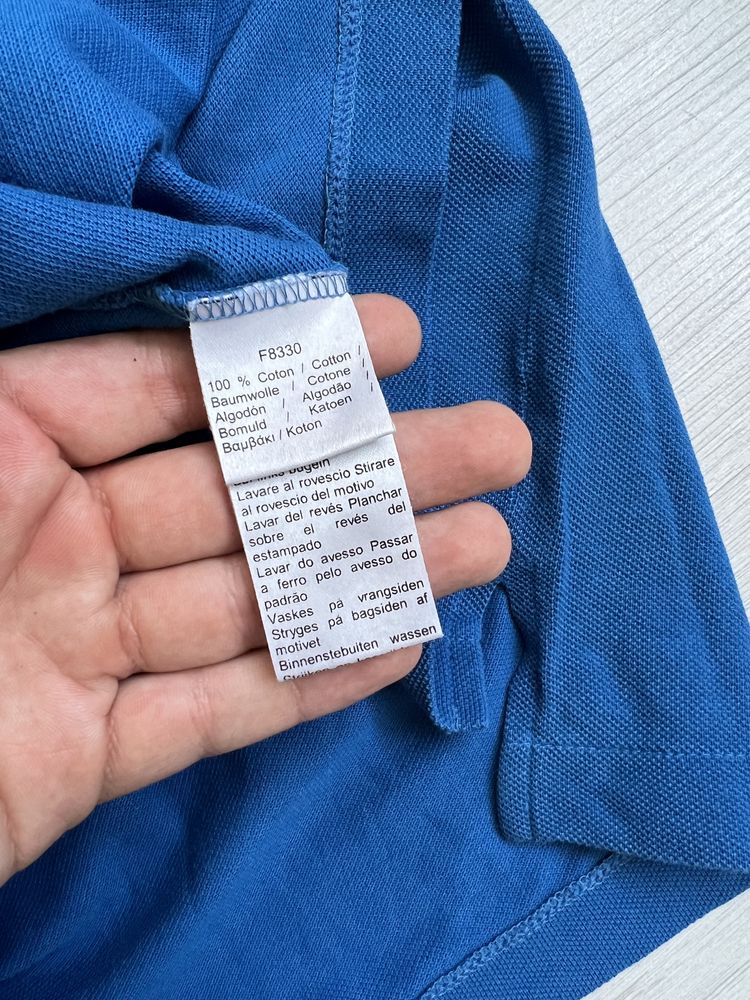 F8330
100 % Coton / Cotton /
Baumwolle / Cotone /
Algodón / Algodão /
Bomuld / Katoen /
Βαμβάκι / Koton
links bügeln
Lavare al rovescio Stirare
al rovescio del motivo
Lavar del revés Planchar
sobre el revés del
estampado
Lavar do avesso Passar
a ferro pelo avesso do
padrão
Vaskes på vrangsiden
Stryges på bagsiden af
motivet
Binnenstebuiten wassen